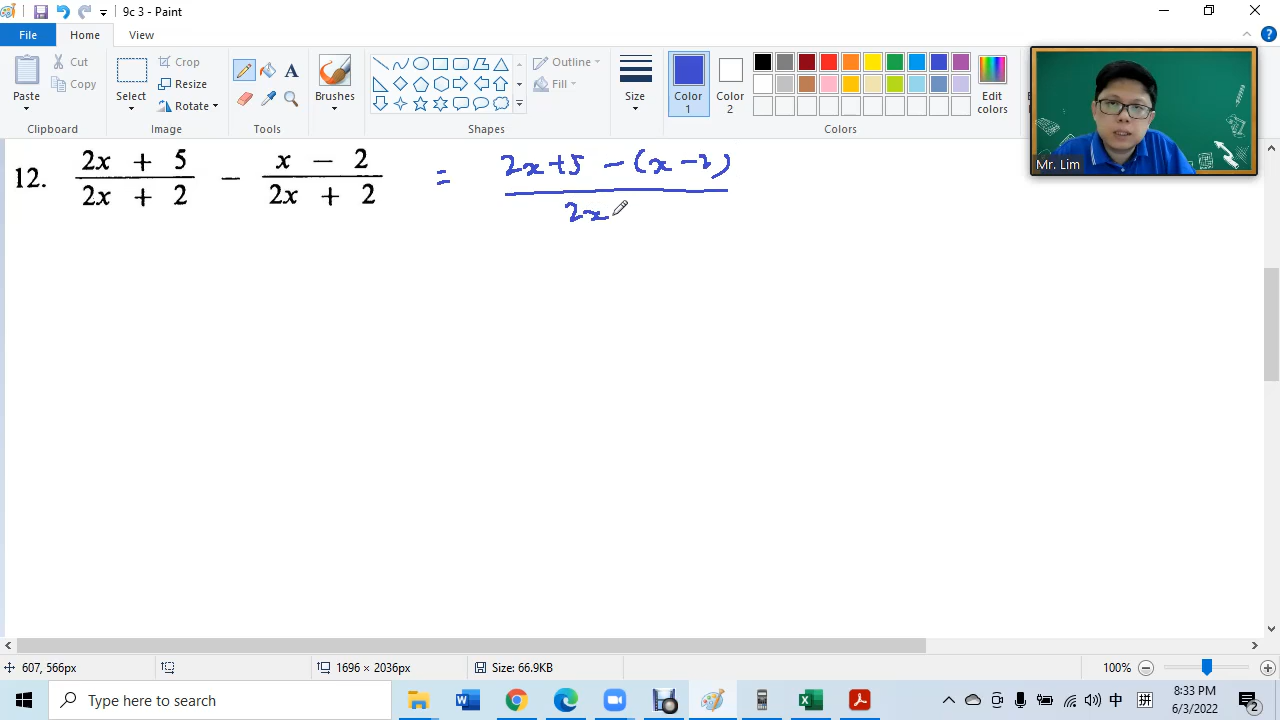 9c 3 - Paint
File Home View
Paste Cut Copy Clipboard
Select Crop Resize Rotate Image
Tools
Brushes
Outline Fill Shapes
Size
Color 1 Color 2 Edit colors Colors
Mr. Lim
12. 2x + 5 / 2x + 2 − x − 2 / 2x + 2 = 2x+5 -(x-2) / 2x
607, 566px 1696 × 2036px Size: 66.9KB 100%
Type here to search
中 拼 8:33 PM 6/3/2022 2